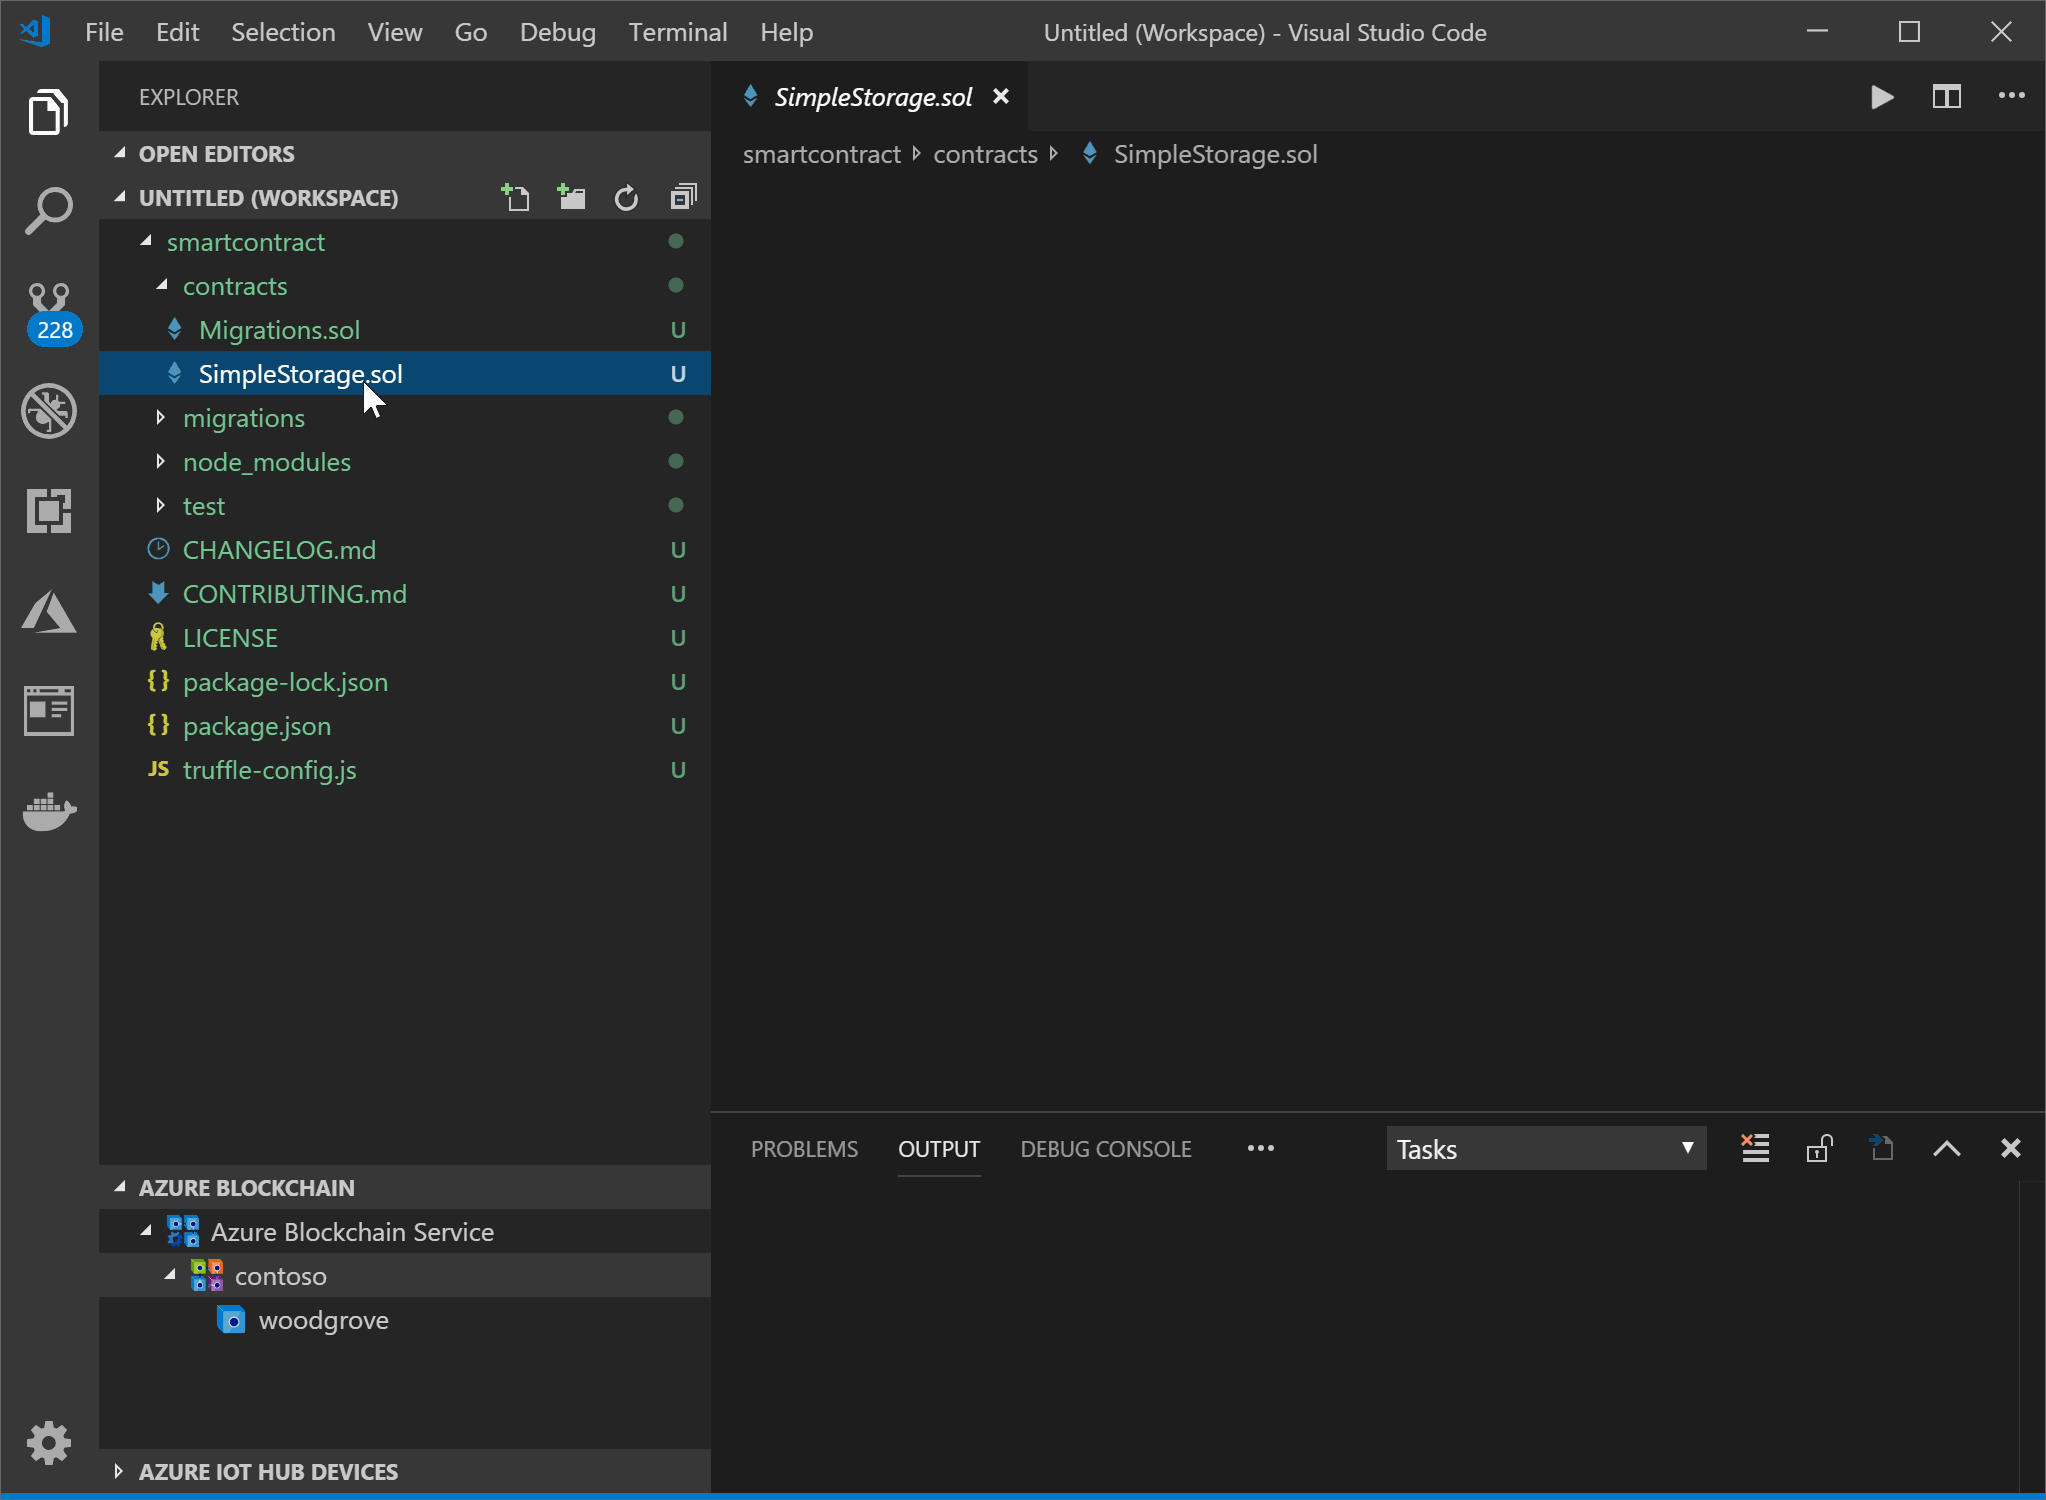 File Edit Selection View Go Debug Terminal Help Untitled (Workspace) - Visual Studio Code
EXPLORER
OPEN EDITORS
UNTITLED (WORKSPACE)
smartcontract
contracts
Migrations.sol U
SimpleStorage.sol U
migrations
node_modules
test
CHANGELOG.md U
CONTRIBUTING.md U
LICENSE U
{ } package-lock.json U
{ } package.json U
JS truffle-config.js U
228
AZURE BLOCKCHAIN
Azure Blockchain Service
contoso
woodgrove
AZURE IOT HUB DEVICES
SimpleStorage.sol
smartcontract contracts SimpleStorage.sol
PROBLEMS OUTPUT DEBUG CONSOLE Tasks